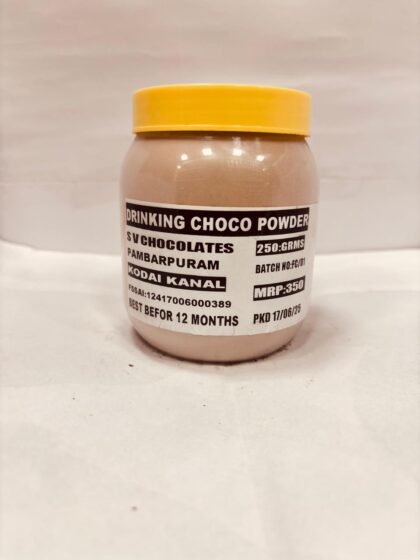 DRINKING CHOCO POWDER
S V CHOCOLATES
PAMBARPURAM
KODAI KANAL
FSSAI:12417006000389
BEST BEFOR 12 MONTHS
250:GRMS
BATCH NO:FC/01
MRP:350
PKD 17/06/25